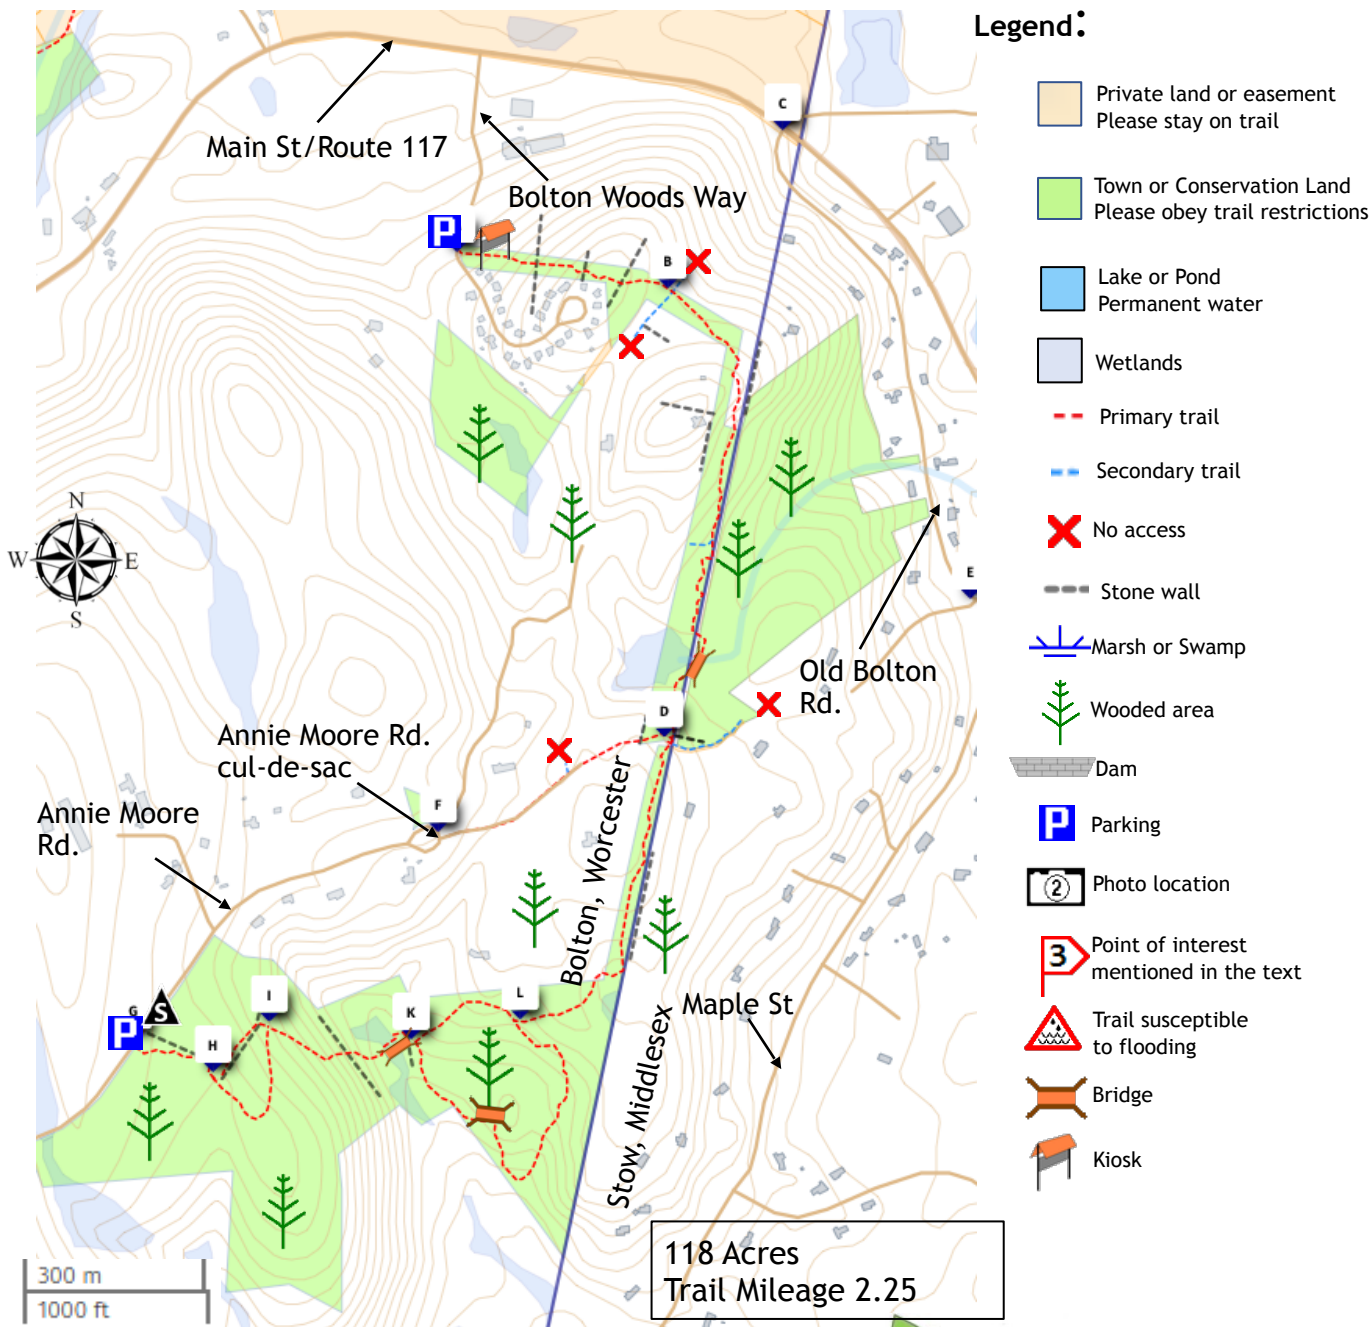 Legend:
Private land or easement
Please stay on trail
Town or Conservation Land
Please obey trail restrictions
Lake or Pond
Permanent water
Wetlands
Primary trail
Secondary trail
No access
Stone wall
Marsh or Swamp
Wooded area
Dam
P
Parking
2
Photo location
3
Point of interest
mentioned in the text
Trail susceptible
to flooding
Bridge
Kiosk
C
Main St/Route 117
Bolton Woods Way
P
B
N
W
E
S
E
Old Bolton
Rd.
D
Annie Moore Rd.
cul-de-sac
F
Annie Moore
Rd.
Bolton, Worcester
Stow, Middlesex
Maple St
G
S
P
H
I
K
L
118 Acres
Trail Mileage 2.25
300 m
1000 ft